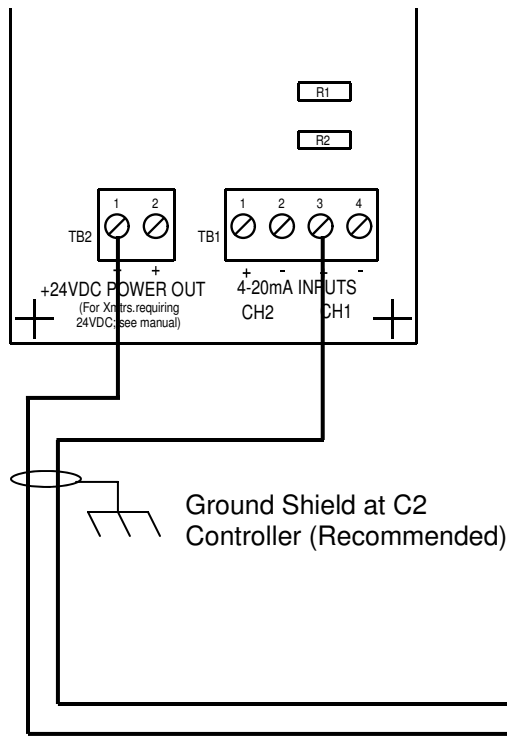 R1
R2
1 2
TB2
- +
+24VDC POWER OUT
(For Xmtrs.requiring
24VDC;see manual)
1 2 3 4
TB1
+ - + -
4-20mA INPUTS
CH2 CH1
Ground Shield at C2
Controller (Recommended)